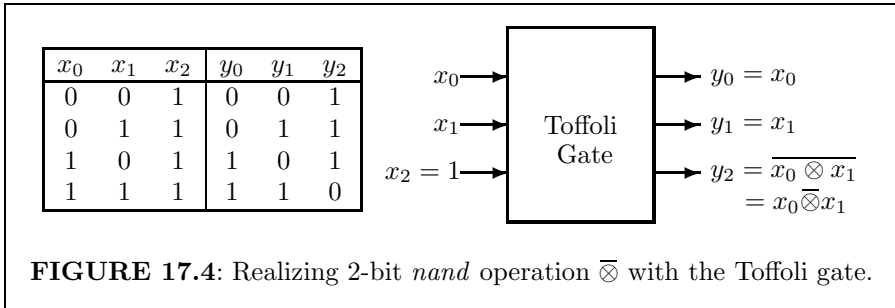 x₀ x₁ x₂ y₀ y₁ y₂
0 0 1 0 0 1
0 1 1 0 1 1
1 0 1 1 0 1
1 1 1 1 1 0
x₀
x₁
x₂ = 1
Toffoli
Gate
y₀ = x₀
y₁ = x₁
y₂ = \overline{x₀ ⊗ x₁}
= x₀ \overline{⊗} x₁
FIGURE 17.4: Realizing 2-bit nand operation \overline{⊗} with the Toffoli gate.